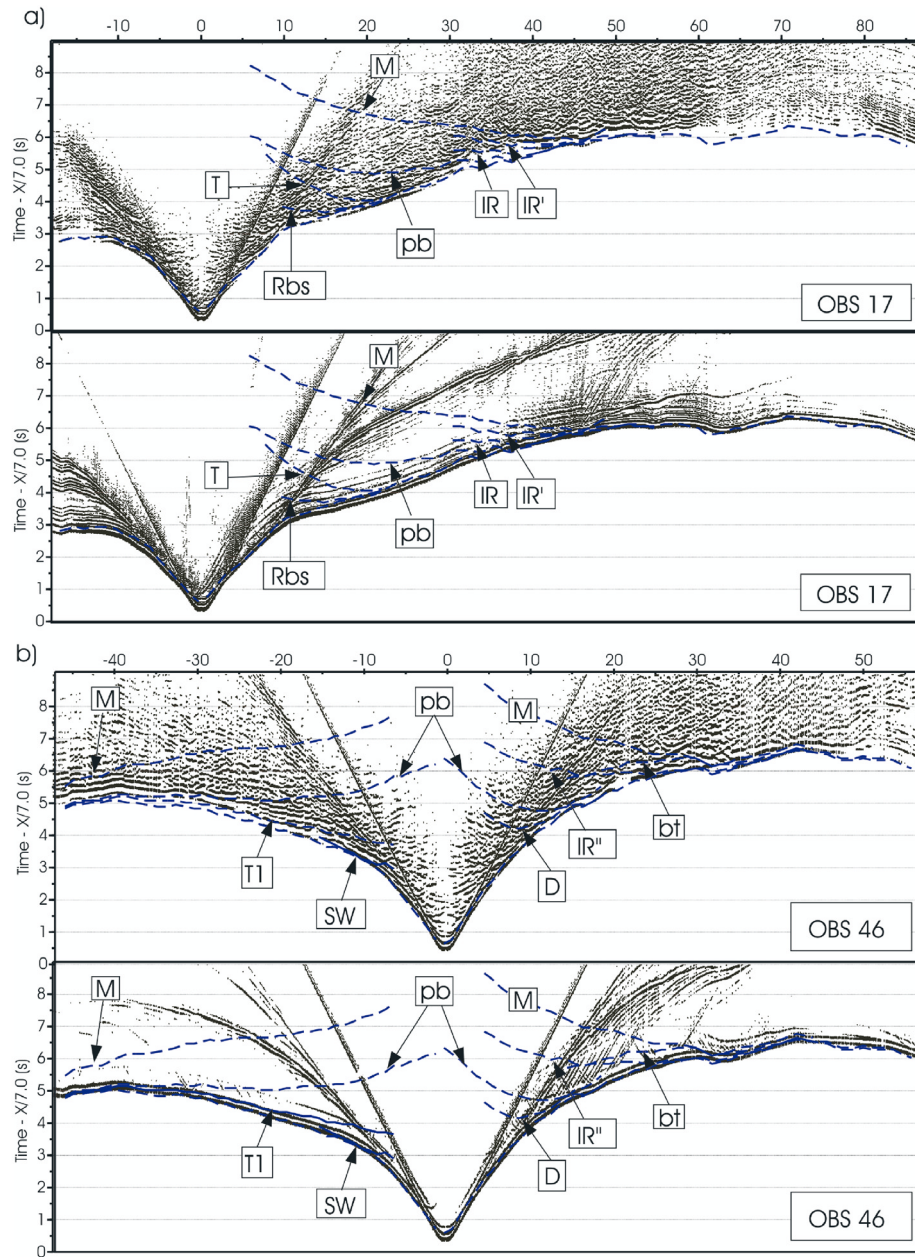 a)
-10 0 10 20 30 40 50 60 70 80
Time - X/7.0 (s)
8
7
6
5
4
3
2
1
0
M
T
IR
IR'
pb
Rbs
OBS 17
Time - X/7.0 (s)
8
7
6
5
4
3
2
1
0
M
T
IR
IR'
pb
Rbs
OBS 17
b)
-40 -30 -20 -10 0 10 20 30 40 50
Time - X/7.0 (s)
8
7
6
5
4
3
2
1
0
M
pb
M
bt
IR"
T1
D
SW
OBS 46
Time - X/7.0 (s)
8
7
6
5
4
3
2
1
0
M
pb
M
bt
IR"
T1
D
SW
OBS 46